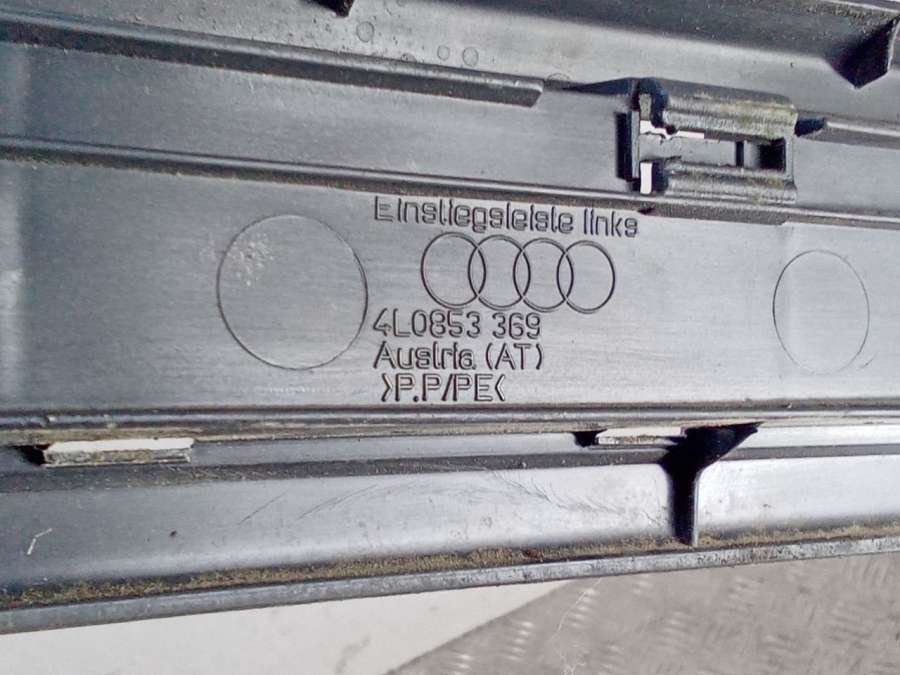 Einstiegsleiste links
4L0853 369
Austria (AT)
>P.P/PE<